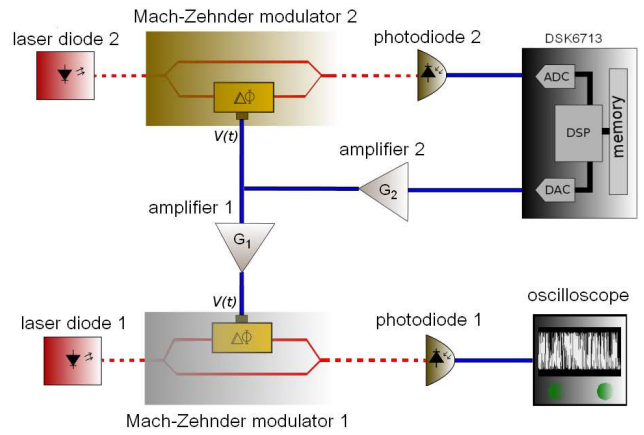 Mach-Zehnder modulator 2
laser diode 2
photodiode 2
DSK6713
ΔΦ
ADC
DSP
memory
DAC
V(t)
amplifier 2
G2
amplifier 1
G1
V(t)
oscilloscope
laser diode 1
photodiode 1
ΔΦ
Mach-Zehnder modulator 1